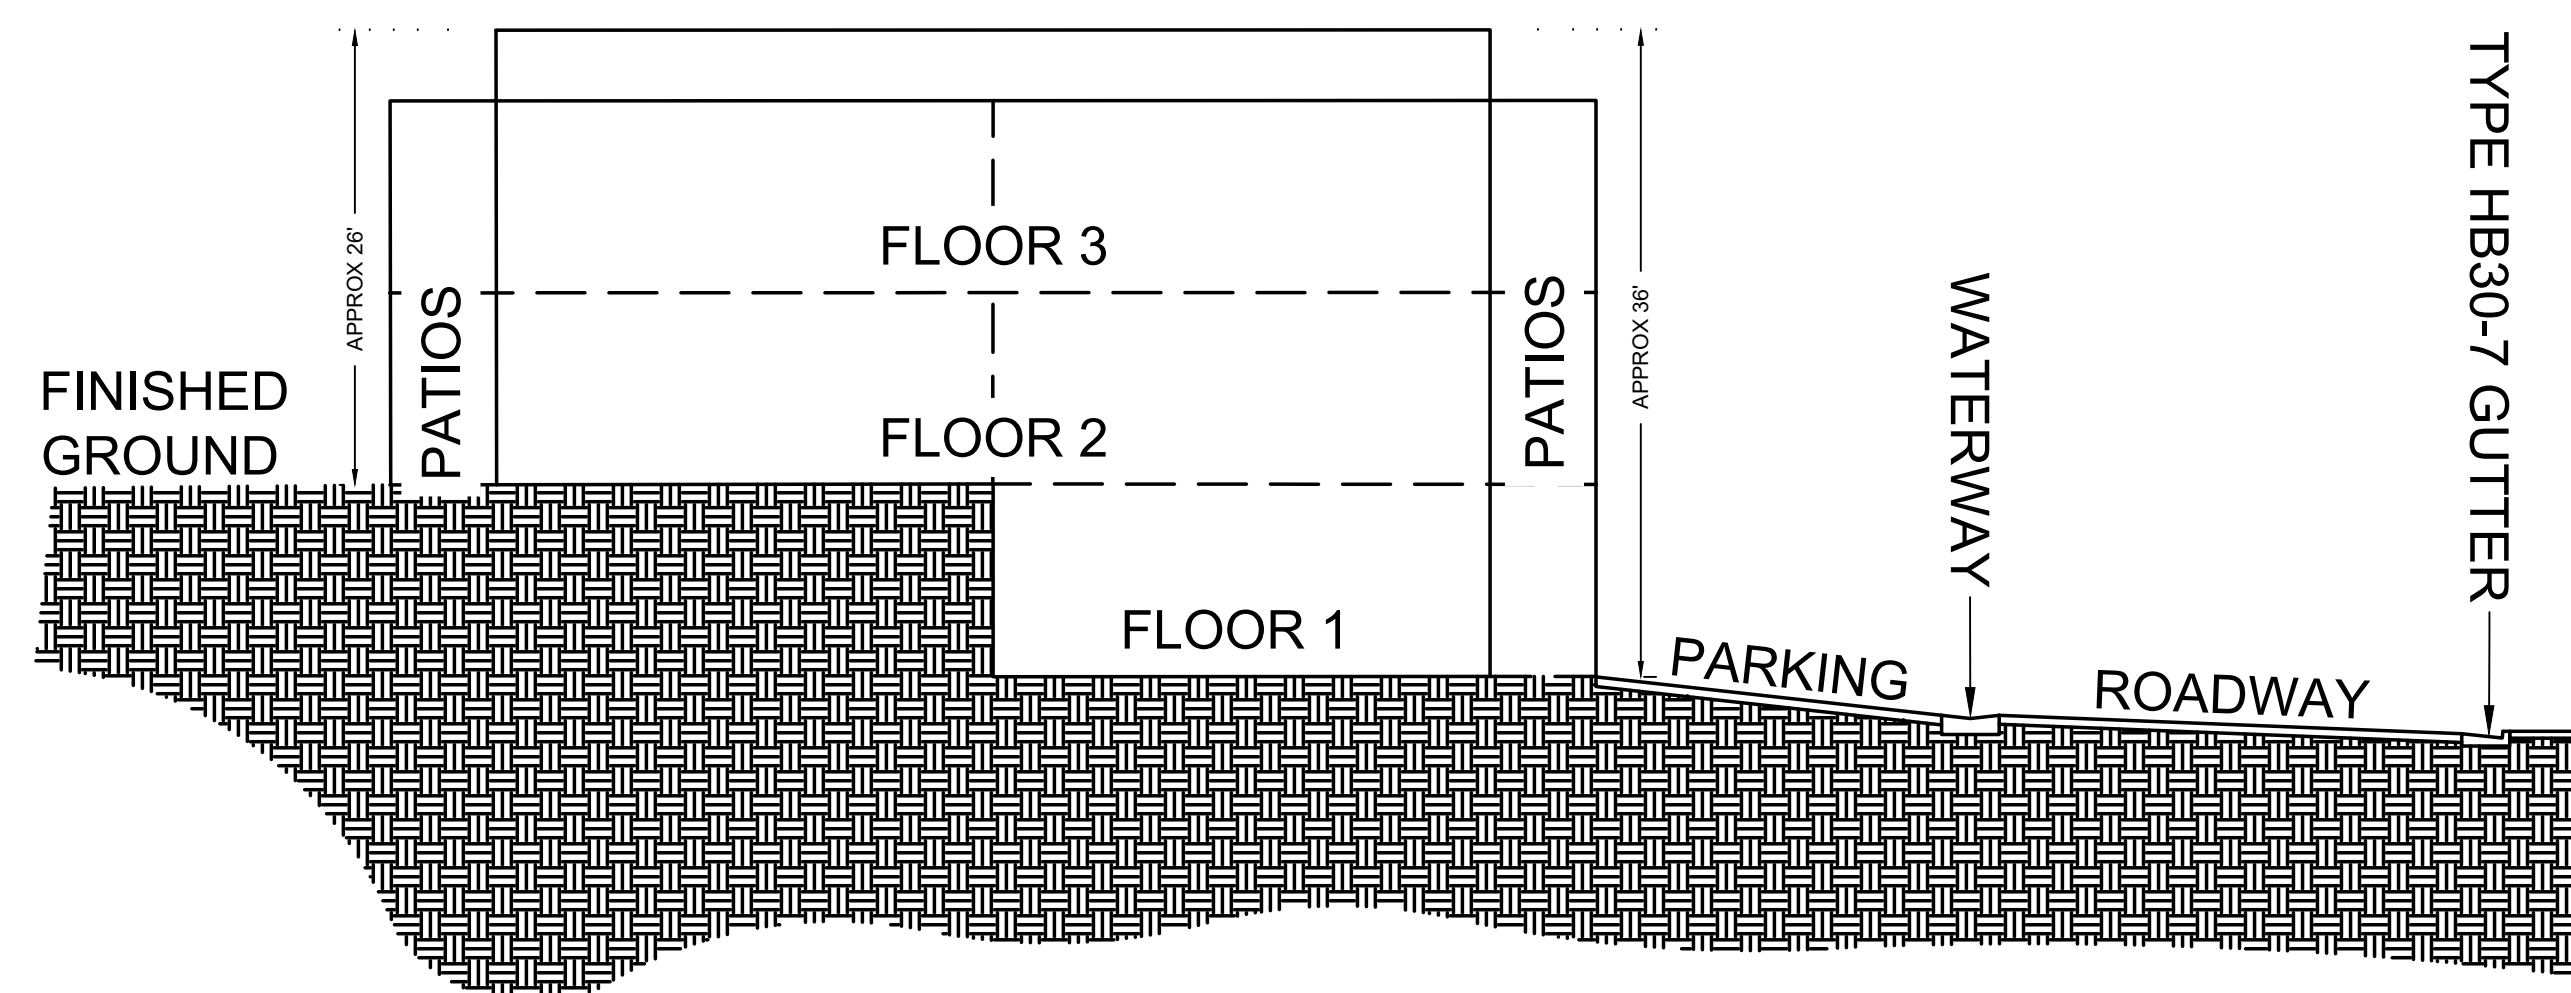 APPROX 26'
FINISHED
GROUND
PATIOS
FLOOR 3
FLOOR 2
FLOOR 1
PATIOS
APPROX 36'
PARKING
WATERWAY
ROADWAY
TYPE HB30-7 GUTTER